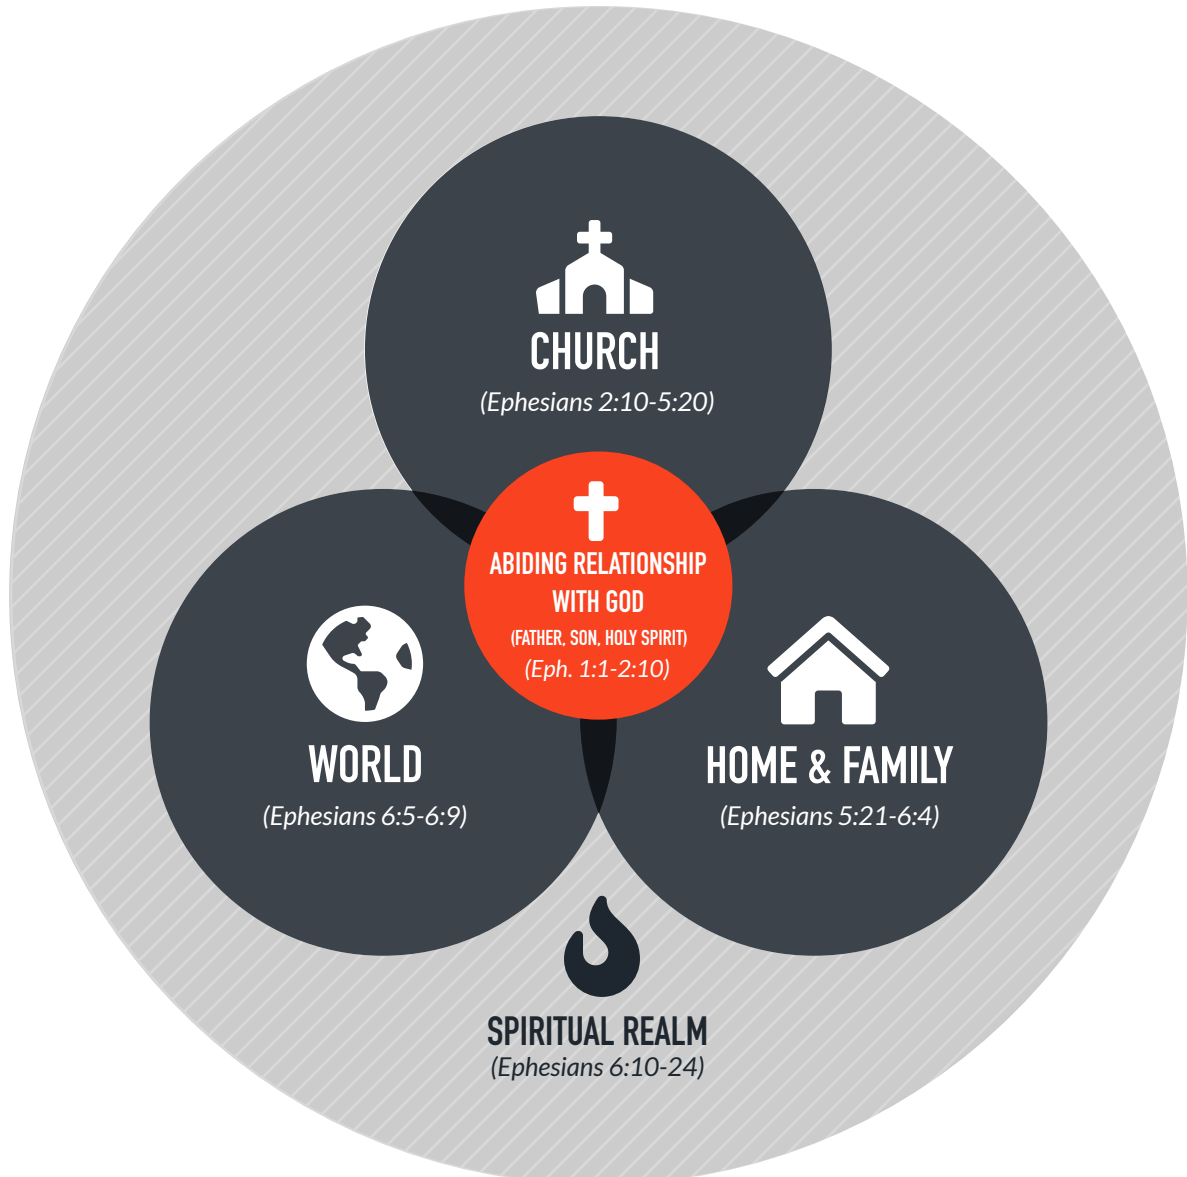 CHURCH
(Ephesians 2:10-5:20)
ABIDING RELATIONSHIP
WITH GOD
(FATHER, SON, HOLY SPIRIT)
(Eph. 1:1-2:10)
WORLD
(Ephesians 6:5-6:9)
HOME & FAMILY
(Ephesians 5:21-6:4)
SPIRITUAL REALM
(Ephesians 6:10-24)